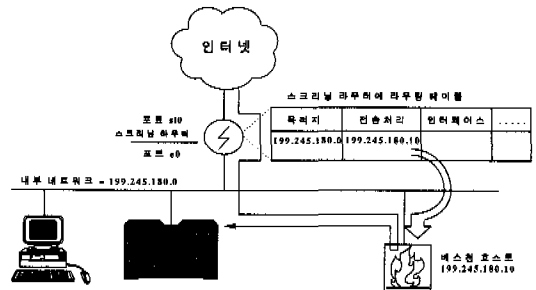 인터넷
스크리닝 라우터에 라우팅 테이블
포트 s10
스크리닝 라우터
포트 e0
목적지 전송처리 인터페이스 .....
199.245.180.0 199.245.180.10
내부 네트워크 = 199.245.180.0
베스천 호스트
199.245.180.10